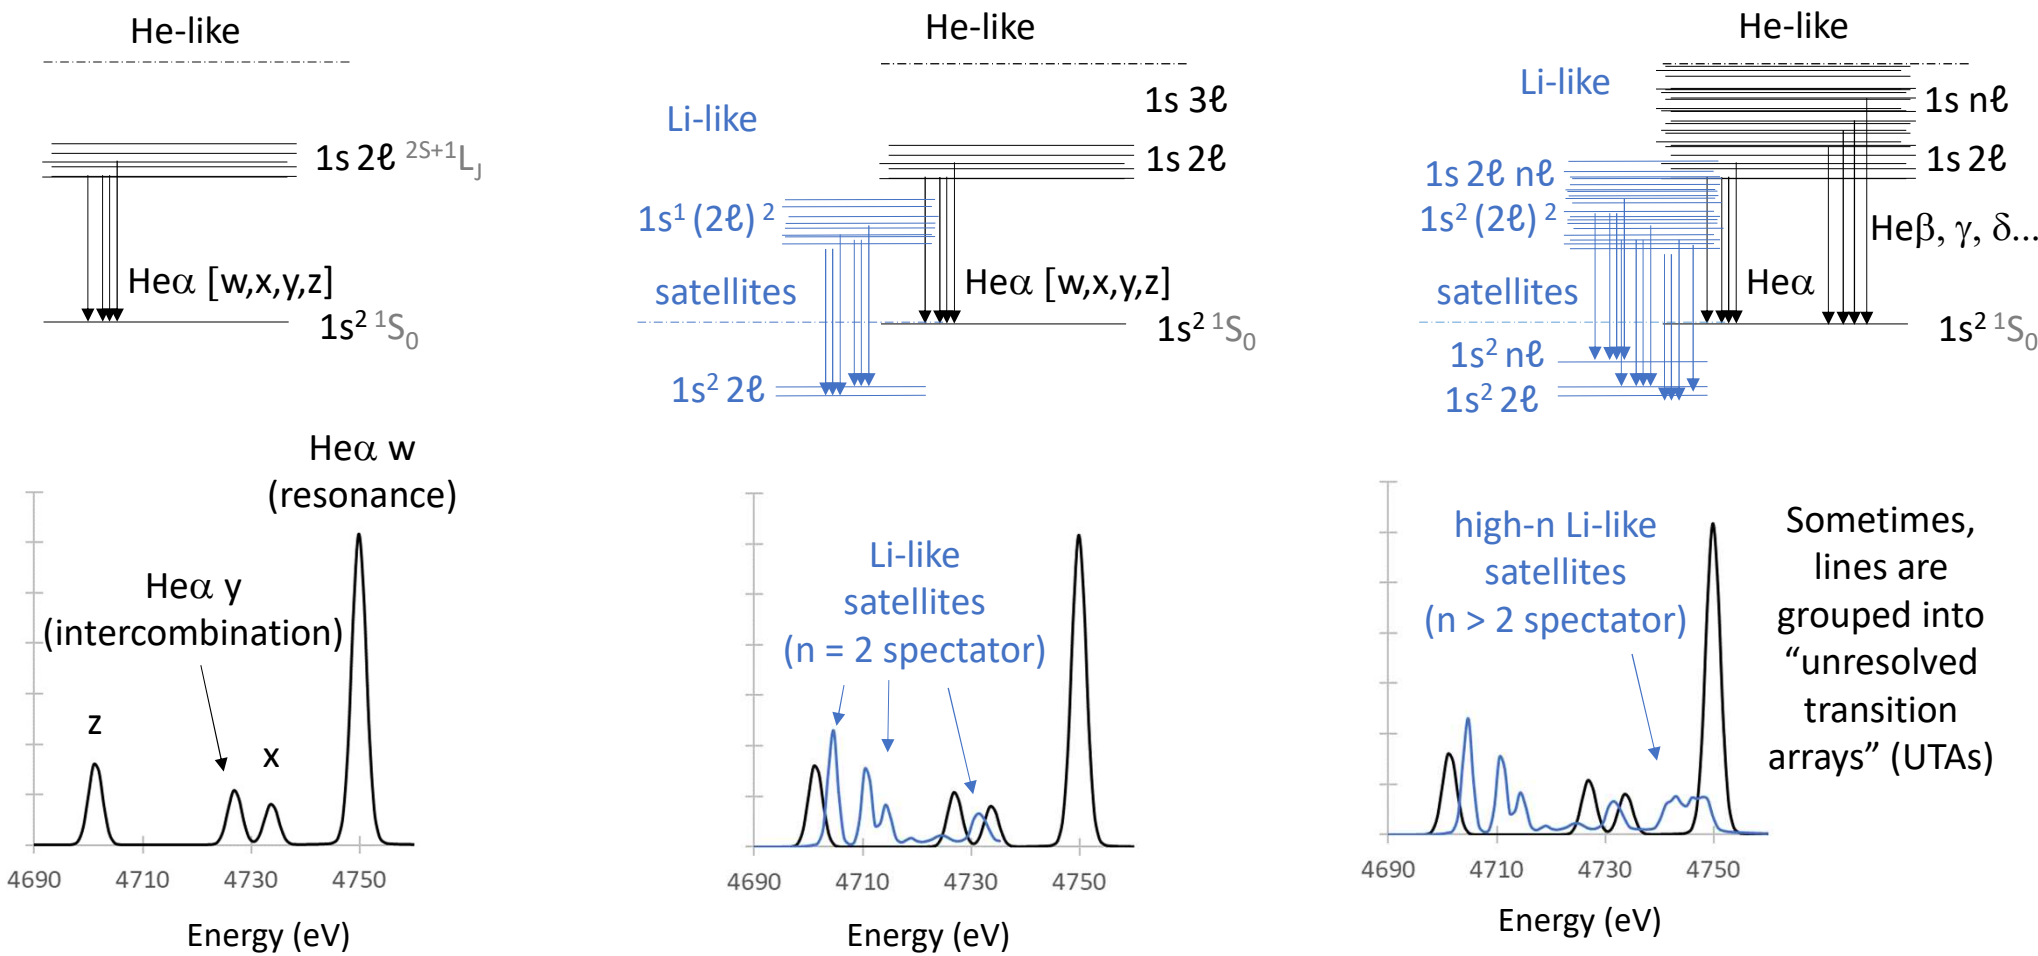 He-like
1s 2ℓ ²ˢ⁺¹L_J
Heα [w,x,y,z]
1s² ¹S₀
Heα w
(resonance)
Heα y
(intercombination)
z
x
4690 4710 4730 4750
Energy (eV)
He-like
1s 3ℓ
Li-like
1s 2ℓ
1s¹ (2ℓ) ²
satellites
Heα [w,x,y,z]
1s² ¹S₀
1s² 2ℓ
Li-like
satellites
(n = 2 spectator)
4690 4710 4730 4750
Energy (eV)
He-like
Li-like
1s nℓ
1s 2ℓ
1s 2ℓ nℓ
1s² (2ℓ) ²
Heβ, γ, δ...
satellites
Heα
1s² ¹S₀
1s² nℓ
1s² 2ℓ
high-n Li-like
satellites
(n > 2 spectator)
Sometimes,
lines are
grouped into
“unresolved
transition
arrays” (UTAs)
4690 4710 4730 4750
Energy (eV)